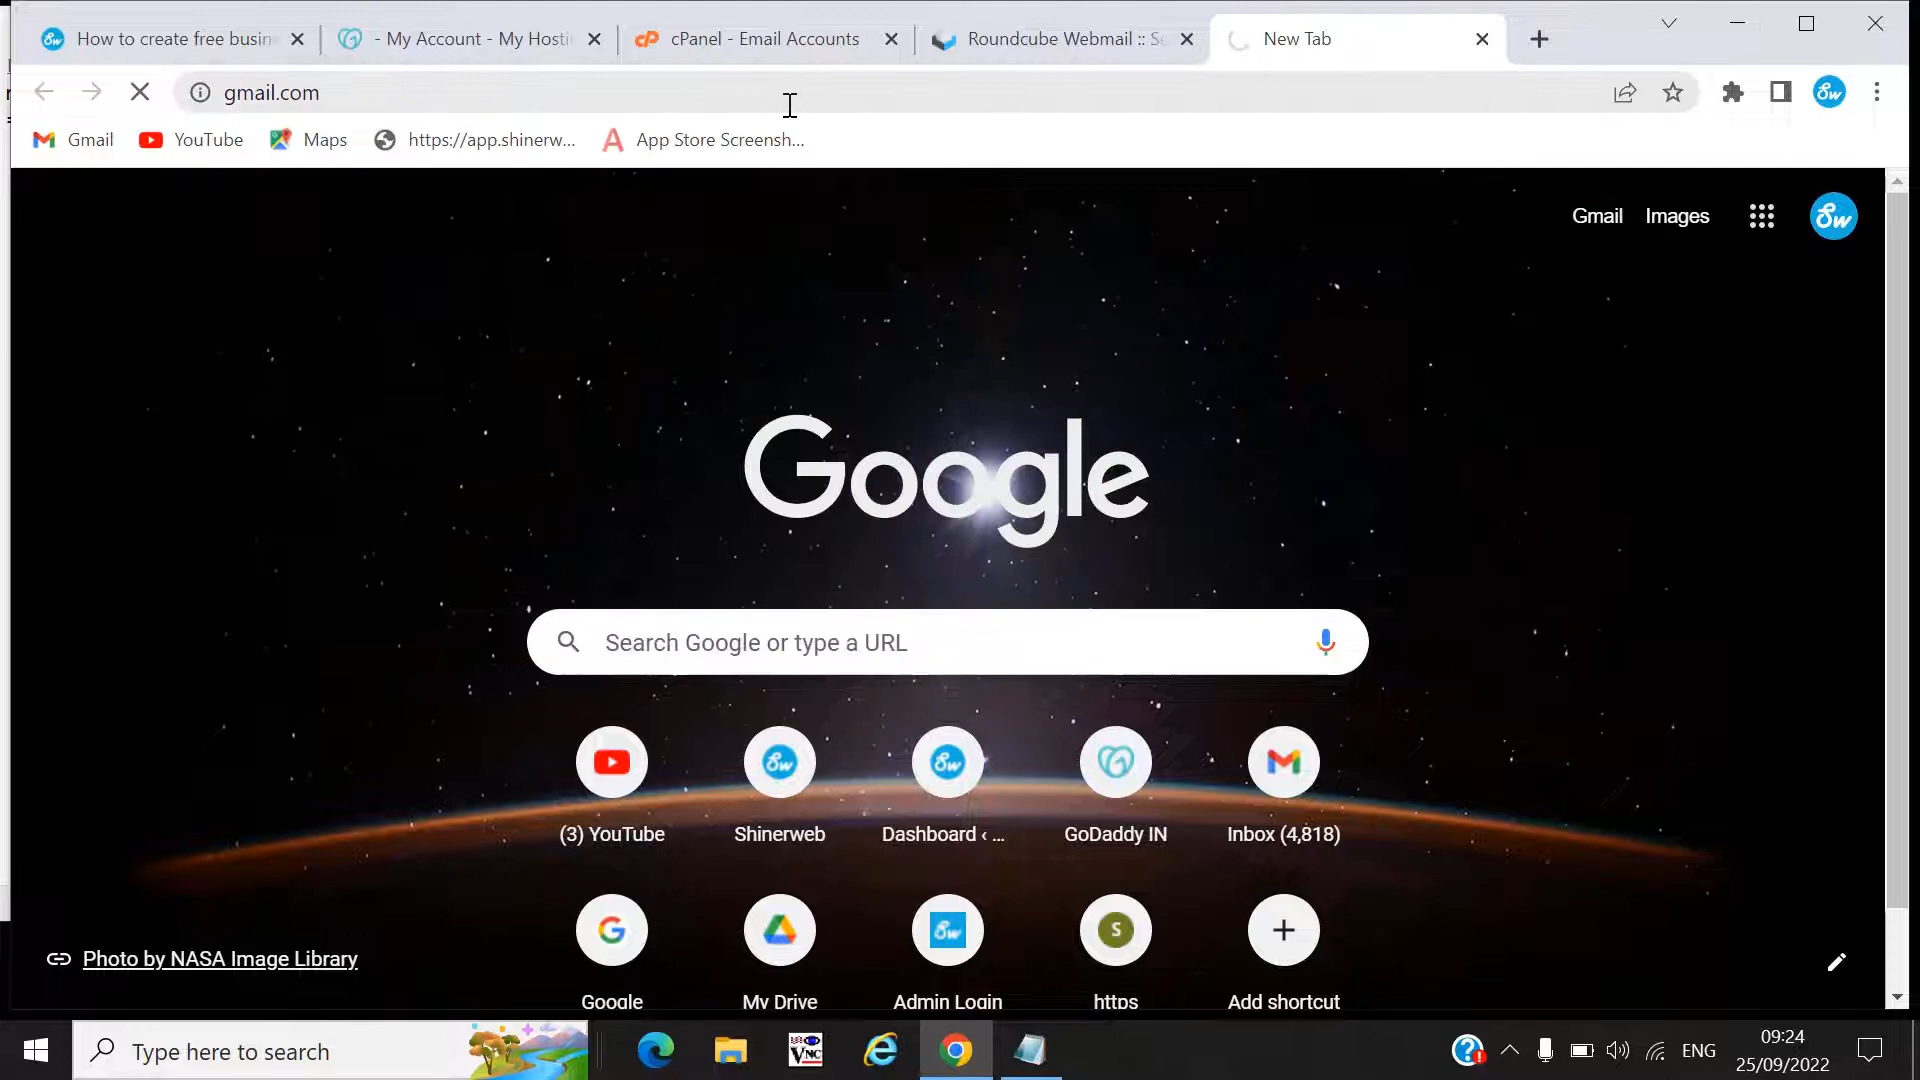 How to create free busin
- My Account - My Hosti
cPanel - Email Accounts
Roundcube Webmail :: Se
New Tab
gmail.com
Gmail
YouTube
Maps
https://app.shinerw...
App Store Screensh...
Gmail
Images
Sw
Google
Search Google or type a URL
(3) YouTube
Shinerweb
Dashboard ‹ ...
GoDaddy IN
Inbox (4,818)
S
Google
My Drive
Admin Login
https
Add shortcut
Photo by NASA Image Library
Type here to search
VNC
ENG
09:24
25/09/2022